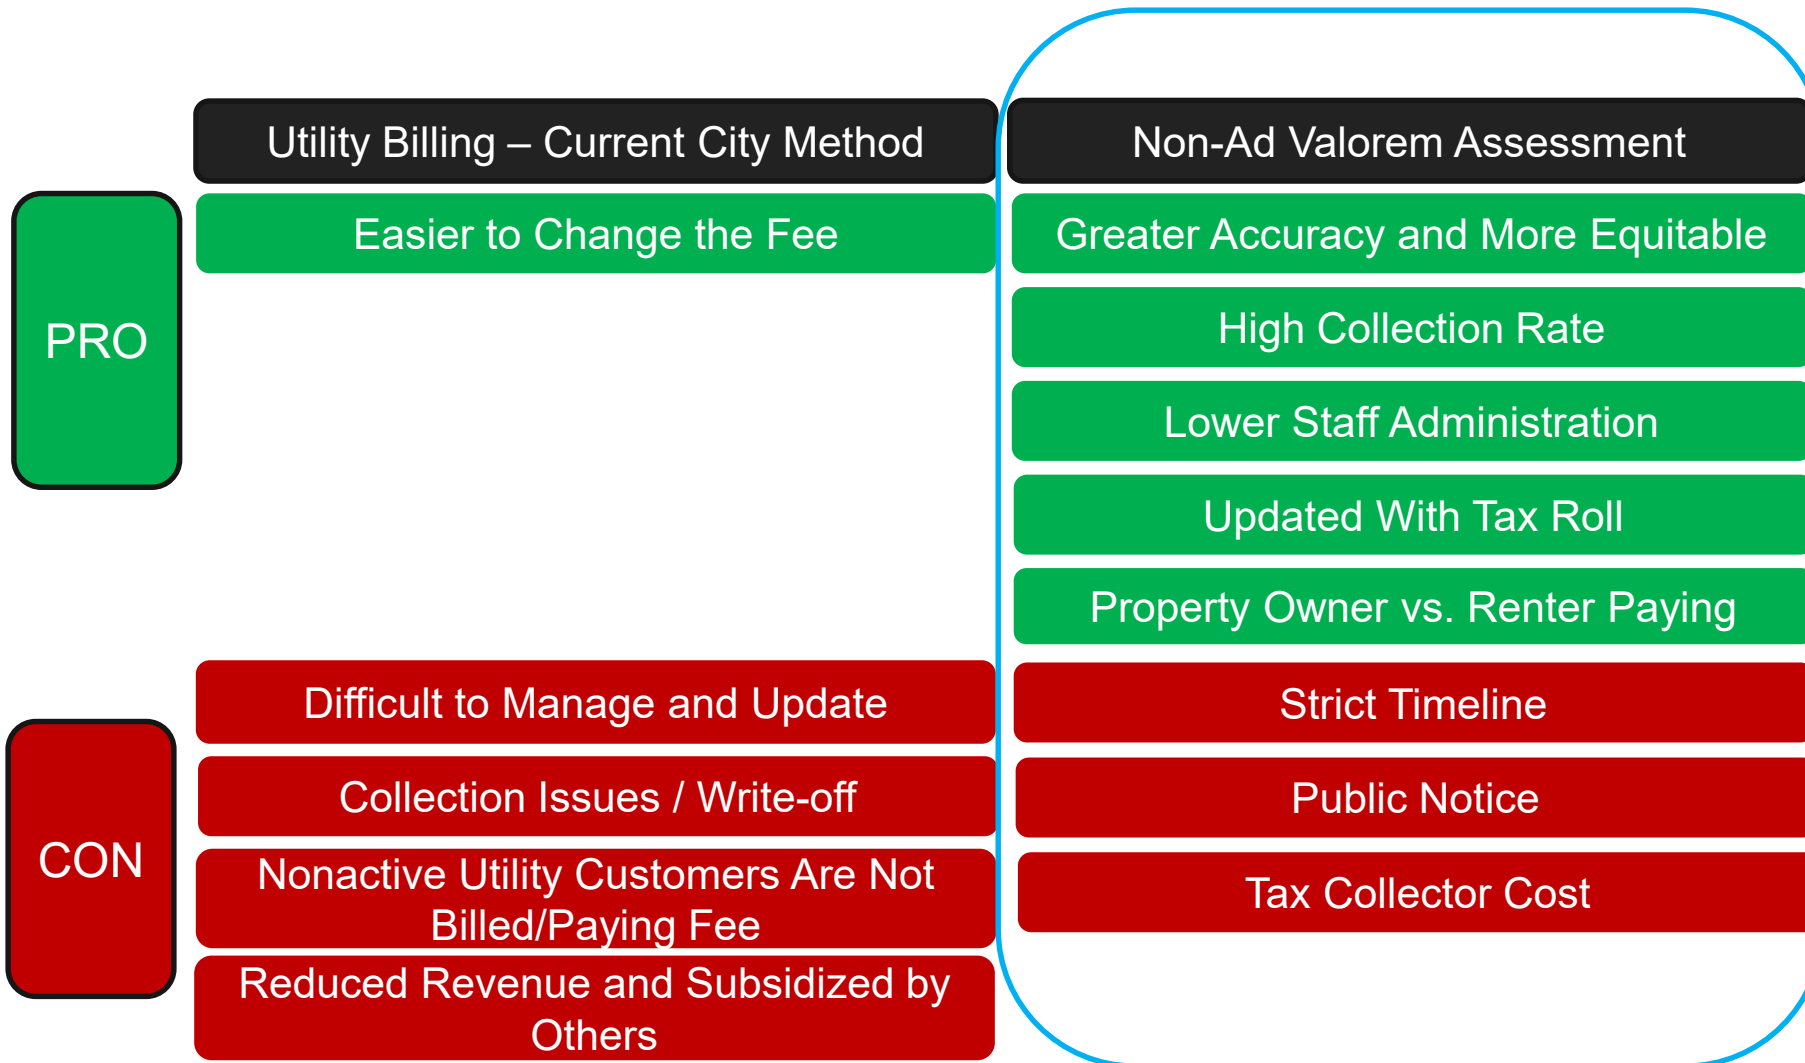 Utility Billing – Current City Method
Non-Ad Valorem Assessment
PRO
Easier to Change the Fee
Greater Accuracy and More Equitable
High Collection Rate
Lower Staff Administration
Updated With Tax Roll
Property Owner vs. Renter Paying
CON
Difficult to Manage and Update
Strict Timeline
Collection Issues / Write-off
Public Notice
Nonactive Utility Customers Are Not
Billed/Paying Fee
Tax Collector Cost
Reduced Revenue and Subsidized by
Others